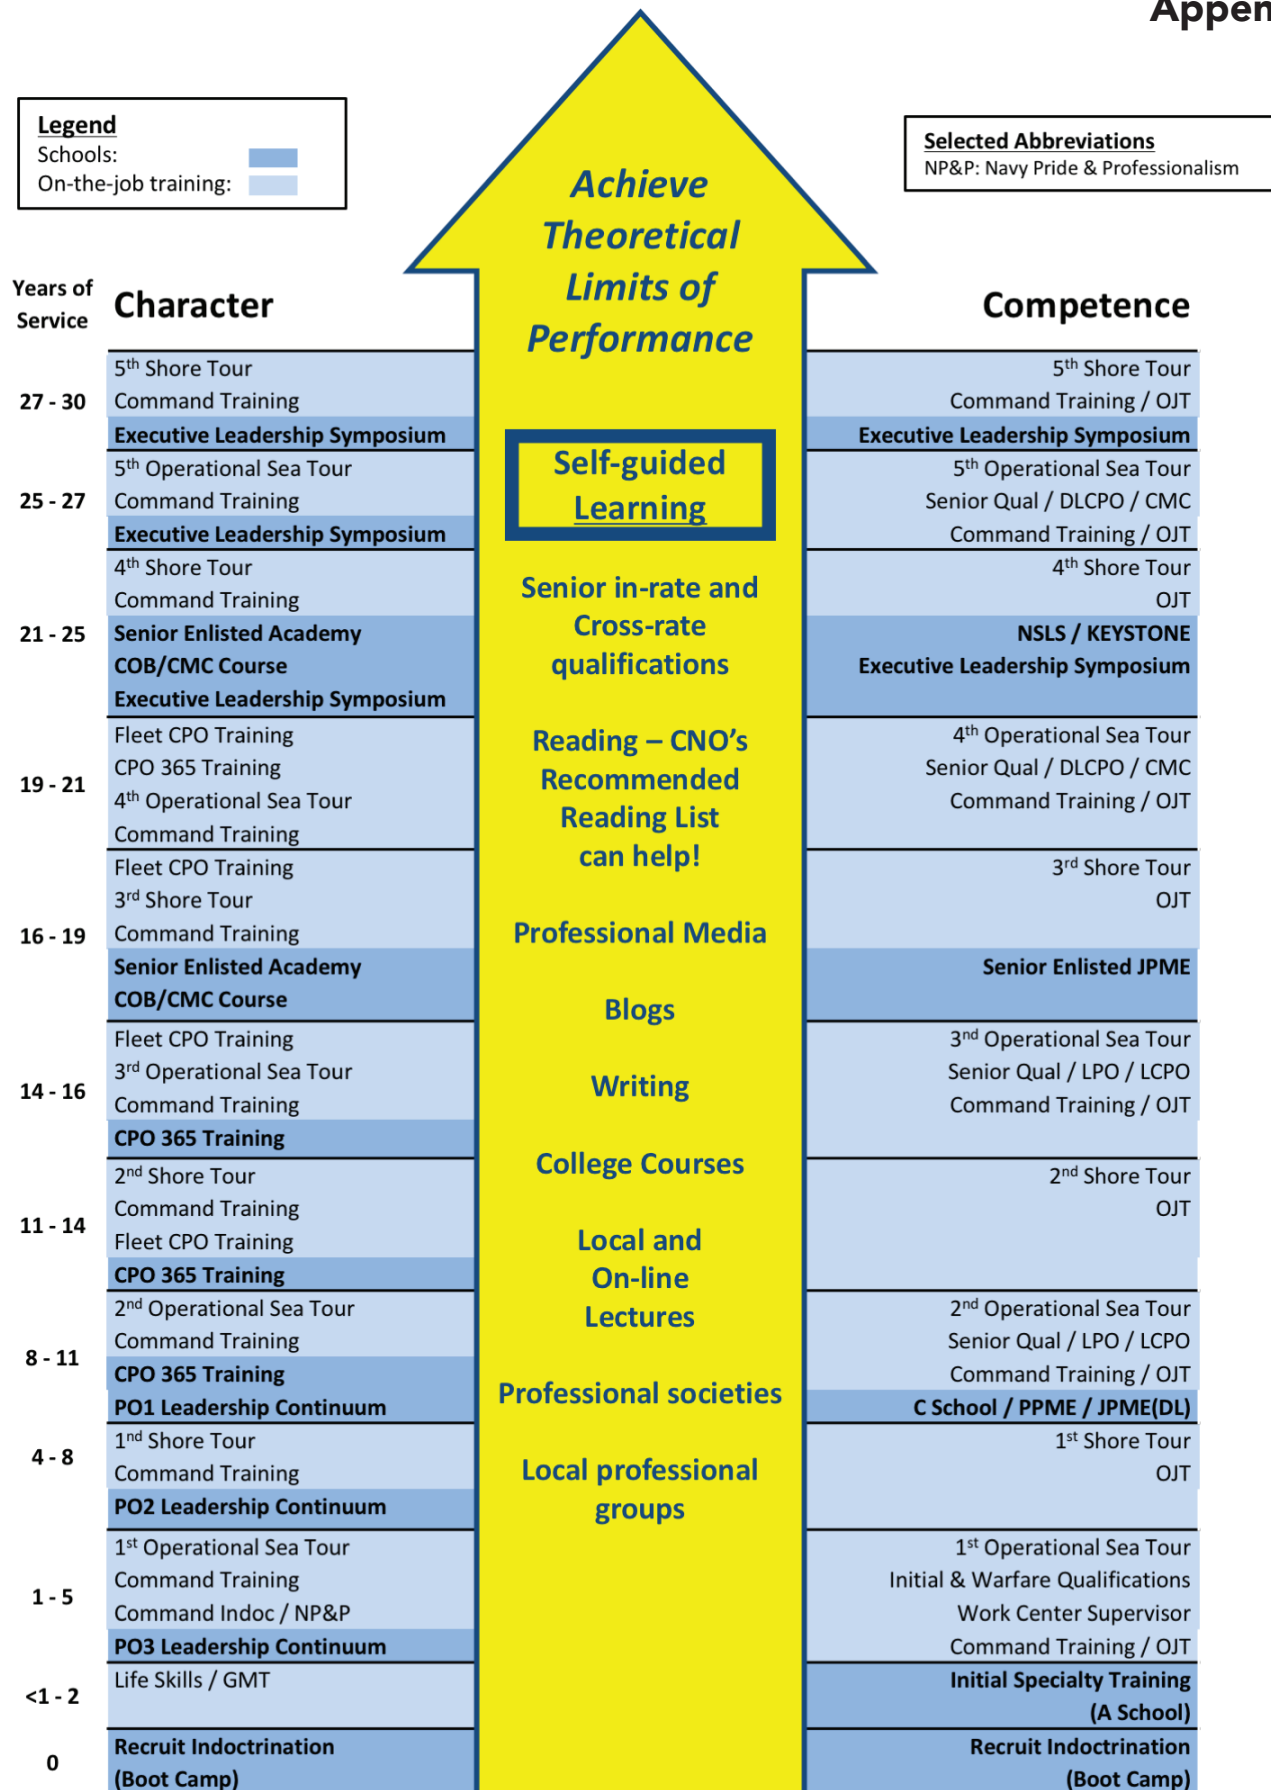 Appen
Legend
Schools:
On-the-job training:
Selected Abbreviations
NP&P: Navy Pride & Professionalism
Achieve
Theoretical
Limits of
Performance
Years of
Service
Character
Competence
27 - 30
5th Shore Tour
Command Training
Executive Leadership Symposium
5th Shore Tour
Command Training / OJT
Executive Leadership Symposium
25 - 27
5th Operational Sea Tour
Command Training
Executive Leadership Symposium
5th Operational Sea Tour
Senior Qual / DLCPO / CMC
Command Training / OJT
21 - 25
4th Shore Tour
Command Training
Senior Enlisted Academy
COB/CMC Course
Executive Leadership Symposium
4th Shore Tour
OJT
NSLS / KEYSTONE
Executive Leadership Symposium
19 - 21
Fleet CPO Training
CPO 365 Training
4th Operational Sea Tour
Command Training
4th Operational Sea Tour
Senior Qual / DLCPO / CMC
Command Training / OJT
16 - 19
Fleet CPO Training
3rd Shore Tour
Command Training
Senior Enlisted Academy
COB/CMC Course
3rd Shore Tour
OJT
Senior Enlisted JPME
14 - 16
Fleet CPO Training
3rd Operational Sea Tour
Command Training
CPO 365 Training
3nd Operational Sea Tour
Senior Qual / LPO / LCPO
Command Training / OJT
11 - 14
2nd Shore Tour
Command Training
Fleet CPO Training
CPO 365 Training
2nd Shore Tour
OJT
8 - 11
2nd Operational Sea Tour
Command Training
CPO 365 Training
PO1 Leadership Continuum
2nd Operational Sea Tour
Senior Qual / LPO / LCPO
Command Training / OJT
C School / PPME / JPME(DL)
4 - 8
1nd Shore Tour
Command Training
PO2 Leadership Continuum
1st Shore Tour
OJT
1 - 5
1st Operational Sea Tour
Command Training
Command Indoc / NP&P
PO3 Leadership Continuum
1st Operational Sea Tour
Initial & Warfare Qualifications
Work Center Supervisor
Command Training / OJT
<1 - 2
Life Skills / GMT
Initial Specialty Training
(A School)
0
Recruit Indoctrination
(Boot Camp)
Recruit Indoctrination
(Boot Camp)
Self-guided
Learning
Senior in-rate and
Cross-rate
qualifications
Reading – CNO’s
Recommended
Reading List
can help!
Professional Media
Blogs
Writing
College Courses
Local and
On-line
Lectures
Professional societies
Local professional
groups